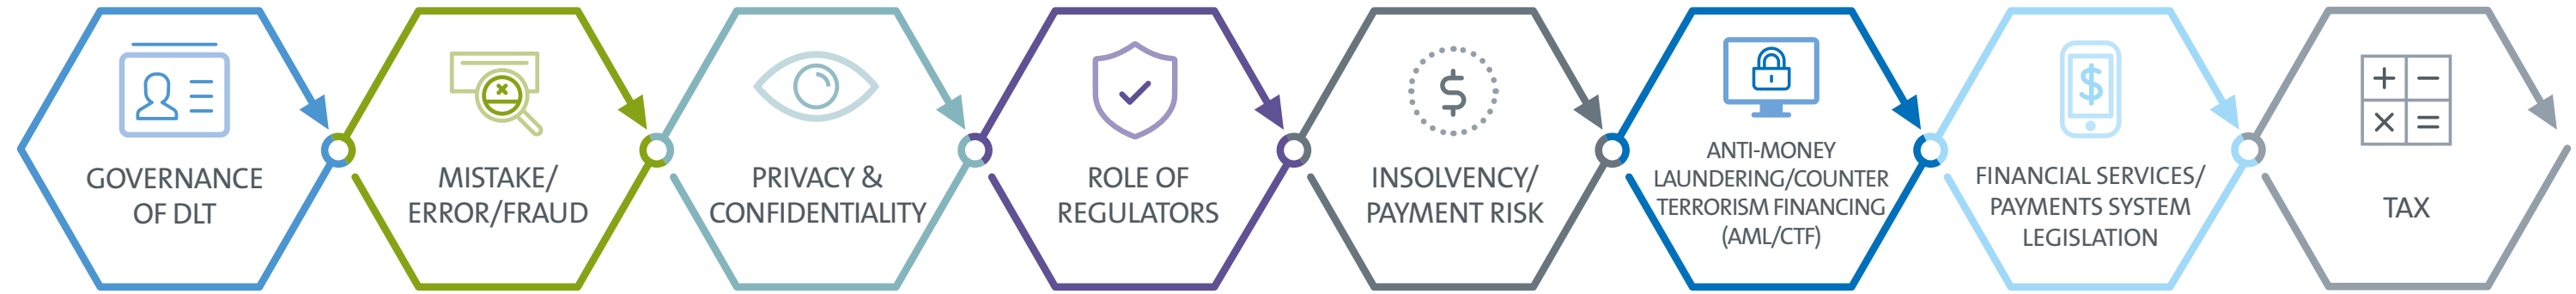 GOVERNANCE
OF DLT
MISTAKE/
ERROR/FRAUD
PRIVACY &
CONFIDENTIALITY
ROLE OF
REGULATORS
INSOLVENCY/
PAYMENT RISK
ANTI-MONEY
LAUNDERING/COUNTER
TERRORISM FINANCING
(AML/CTF)
FINANCIAL SERVICES/
PAYMENTS SYSTEM
LEGISLATION
TAX